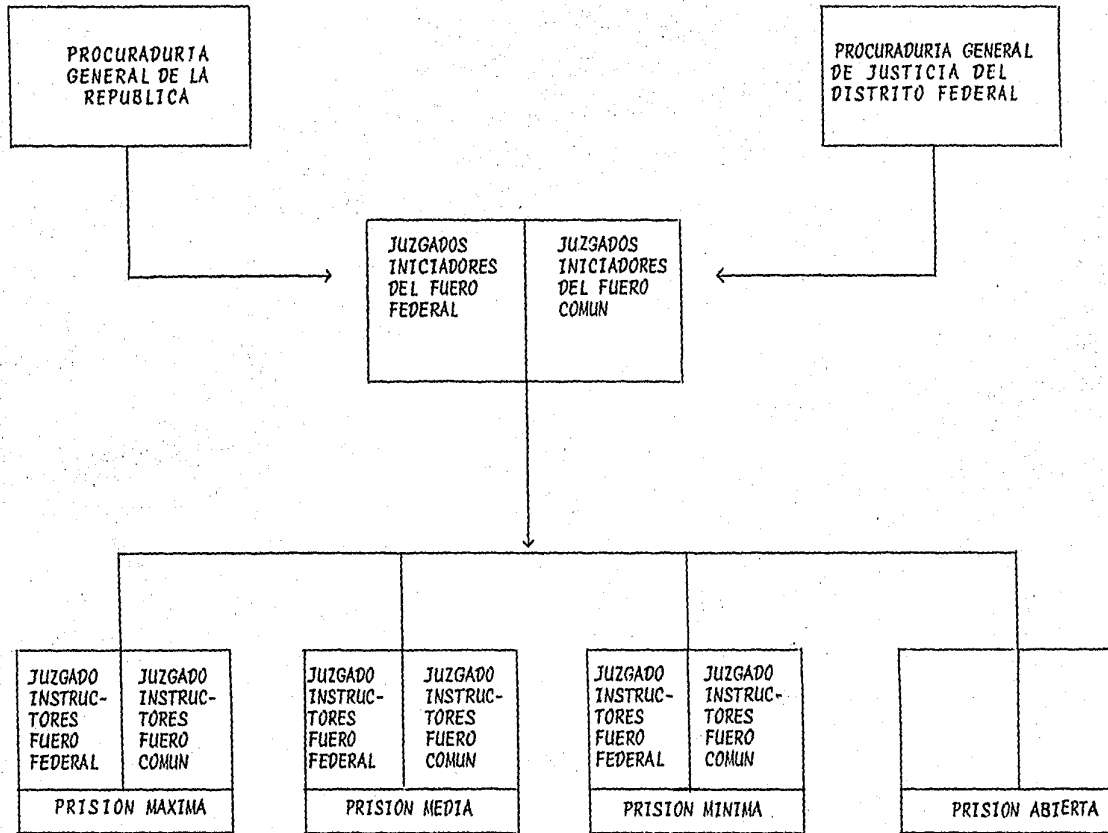 PROCURADURIA
GENERAL DE LA
REPUBLICA
PROCURADURIA GENERAL
DE JUSTICIA DEL
DISTRITO FEDERAL
JUZGADOS
INICIADORES
DEL FUERO
FEDERAL
JUZGADOS
INICIADORES
DEL FUERO
COMUN
JUZGADO
INSTRUC-
TORES
FUERO
FEDERAL
JUZGADO
INSTRUC-
TORES
FUERO
COMUN
PRISION MAXIMA
JUZGADO
INSTRUC-
TORES
FUERO
FEDERAL
JUZGADO
INSTRUC-
TORES
FUERO
COMUN
PRISION MEDIA
JUZGADO
INSTRUC-
TORES
FUERO
FEDERAL
JUZGADO
INSTRUC-
TORES
FUERO
COMUN
PRISION MINIMA
PRISION ABIERTA